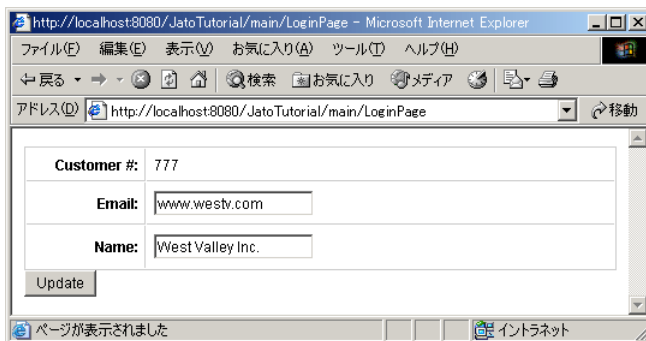 http://localhost:8080/JatoTutorial/main/LoginPage - Microsoft Internet Explorer
ファイル(F) 編集(E) 表示(V) お気に入り(A) ツール(T) ヘルプ(H)
戻る 検索 お気に入り メディア
アドレス(D) http://localhost:8080/JatoTutorial/main/LoginPage 移動
Customer #: 777
Email: www.westv.com
Name: West Valley Inc.
Update
ページが表示されました イントラネット